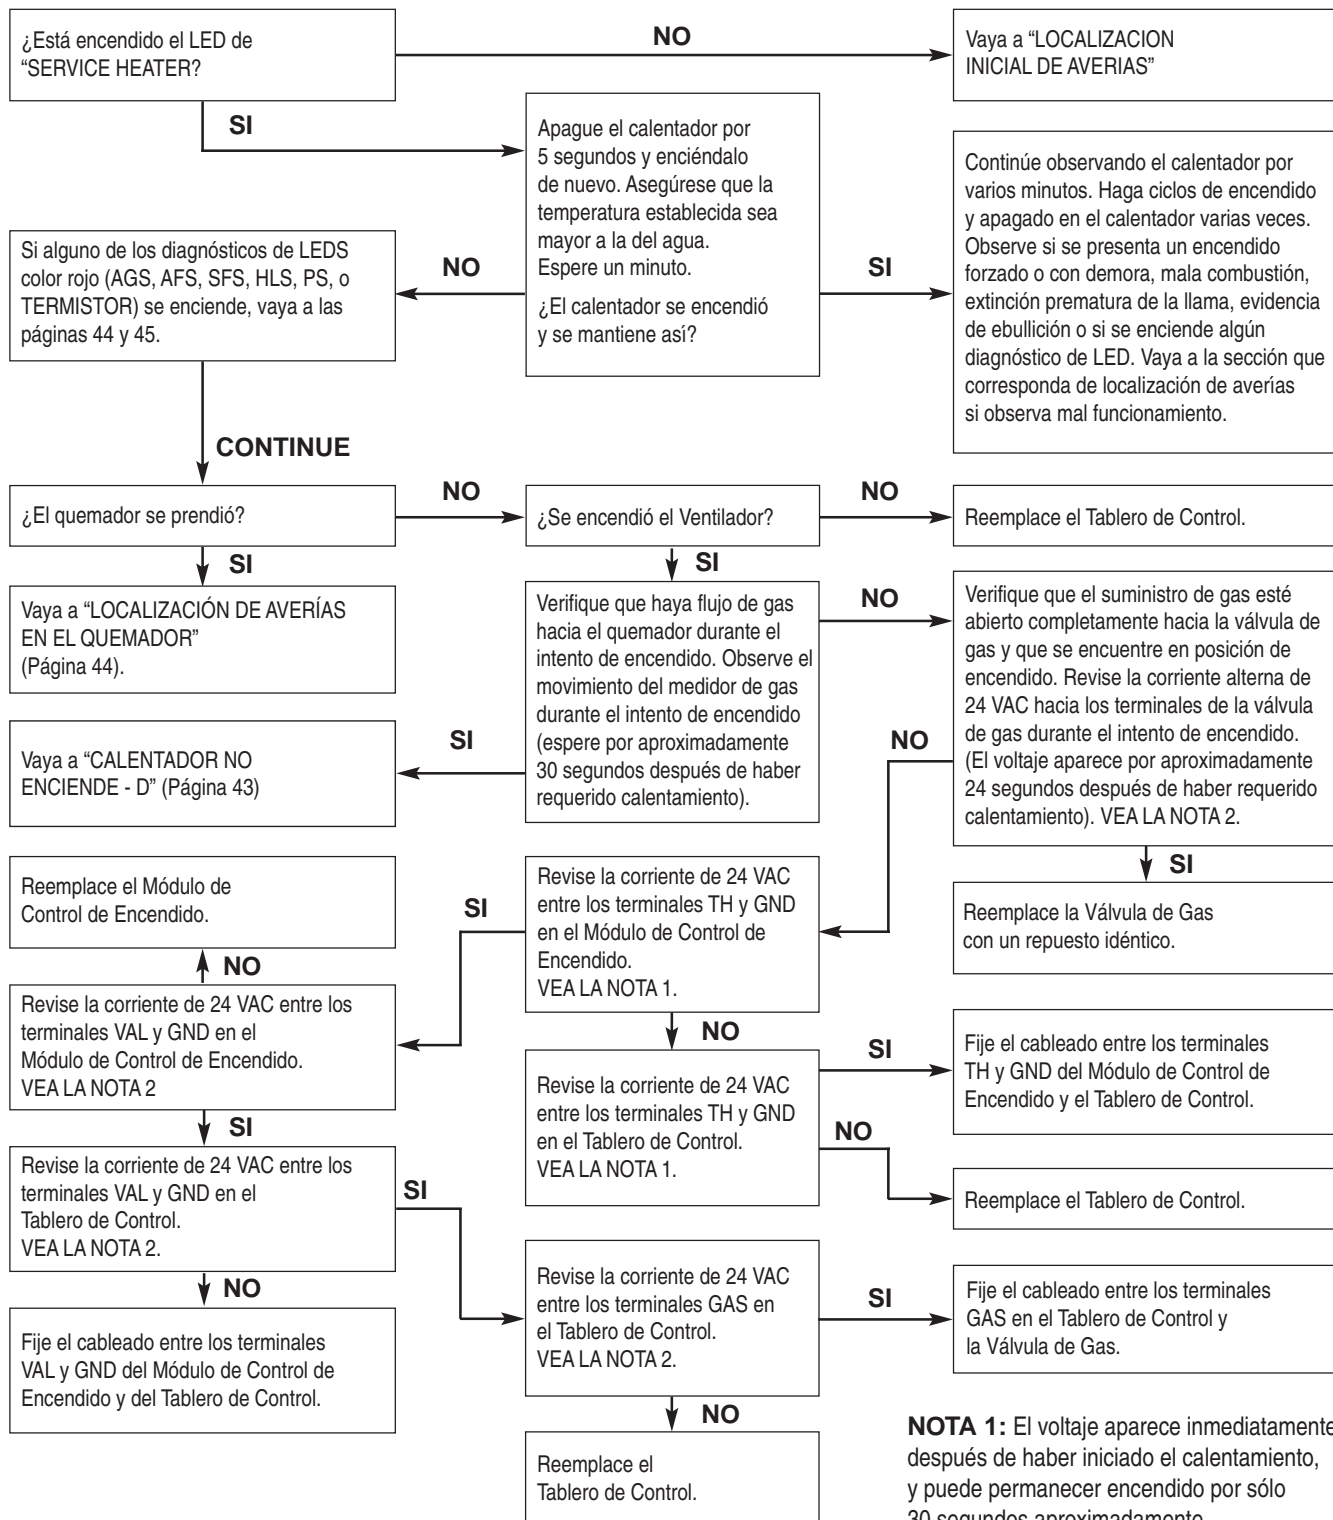 ¿Está encendido el LED de
“SERVICE HEATER?
NO
Vaya a “LOCALIZACION
INICIAL DE AVERIAS”
SI
Apague el calentador por
5 segundos y enciéndalo
de nuevo. Asegúrese que la
temperatura establecida sea
mayor a la del agua.
Espere un minuto.
¿El calentador se encendió
y se mantiene así?
NO
SI
Si alguno de los diagnósticos de LEDS
color rojo (AGS, AFS, SFS, HLS, PS, o
TERMISTOR) se enciende, vaya a las
páginas 44 y 45.
Continúe observando el calentador por
varios minutos. Haga ciclos de encendido
y apagado en el calentador varias veces.
Observe si se presenta un encendido
forzado o con demora, mala combustión,
extinción prematura de la llama, evidencia
de ebullición o si se enciende algún
diagnóstico de LED. Vaya a la sección que
corresponda de localización de averías
si observa mal funcionamiento.
CONTINUE
¿El quemador se prendió?
NO
¿Se encendió el Ventilador?
NO
Reemplace el Tablero de Control.
SI
SI
Vaya a “LOCALIZACIÓN DE AVERÍAS
EN EL QUEMADOR”
(Página 44).
Verifique que haya flujo de gas
hacia el quemador durante el
intento de encendido. Observe el
movimiento del medidor de gas
durante el intento de encendido
(espere por aproximadamente
30 segundos después de haber
requerido calentamiento).
NO
Verifique que el suministro de gas esté
abierto completamente hacia la válvula de
gas y que se encuentre en posición de
encendido. Revise la corriente alterna de
24 VAC hacia los terminales de la válvula
de gas durante el intento de encendido.
(El voltaje aparece por aproximadamente
24 segundos después de haber requerido
calentamiento). VEA LA NOTA 2.
SI
Vaya a “CALENTADOR NO
ENCIENDE - D” (Página 43)
NO
SI
Reemplace la Válvula de Gas
con un repuesto idéntico.
Revise la corriente de 24 VAC
entre los terminales TH y GND
en el Módulo de Control de
Encendido.
VEA LA NOTA 1.
SI
Reemplace el Módulo de
Control de Encendido.
NO
Revise la corriente de 24 VAC entre los
terminales VAL y GND en el
Módulo de Control de Encendido.
VEA LA NOTA 2
NO
Revise la corriente de 24 VAC
entre los terminales TH y GND
en el Tablero de Control.
VEA LA NOTA 1.
SI
Fije el cableado entre los terminales
TH y GND del Módulo de Control de
Encendido y el Tablero de Control.
NO
Reemplace el Tablero de Control.
SI
Revise la corriente de 24 VAC entre los
terminales VAL y GND en el
Tablero de Control.
VEA LA NOTA 2.
SI
NO
Fije el cableado entre los terminales
VAL y GND del Módulo de Control de
Encendido y del Tablero de Control.
Revise la corriente de 24 VAC
entre los terminales GAS en
el Tablero de Control.
VEA LA NOTA 2.
SI
Fije el cableado entre los terminales
GAS en el Tablero de Control y
la Válvula de Gas.
NO
Reemplace el
Tablero de Control.
NOTA 1: El voltaje aparece inmediatamente
después de haber iniciado el calentamiento,
y puede permanecer encendido por sólo
30 segundos aproximadamente